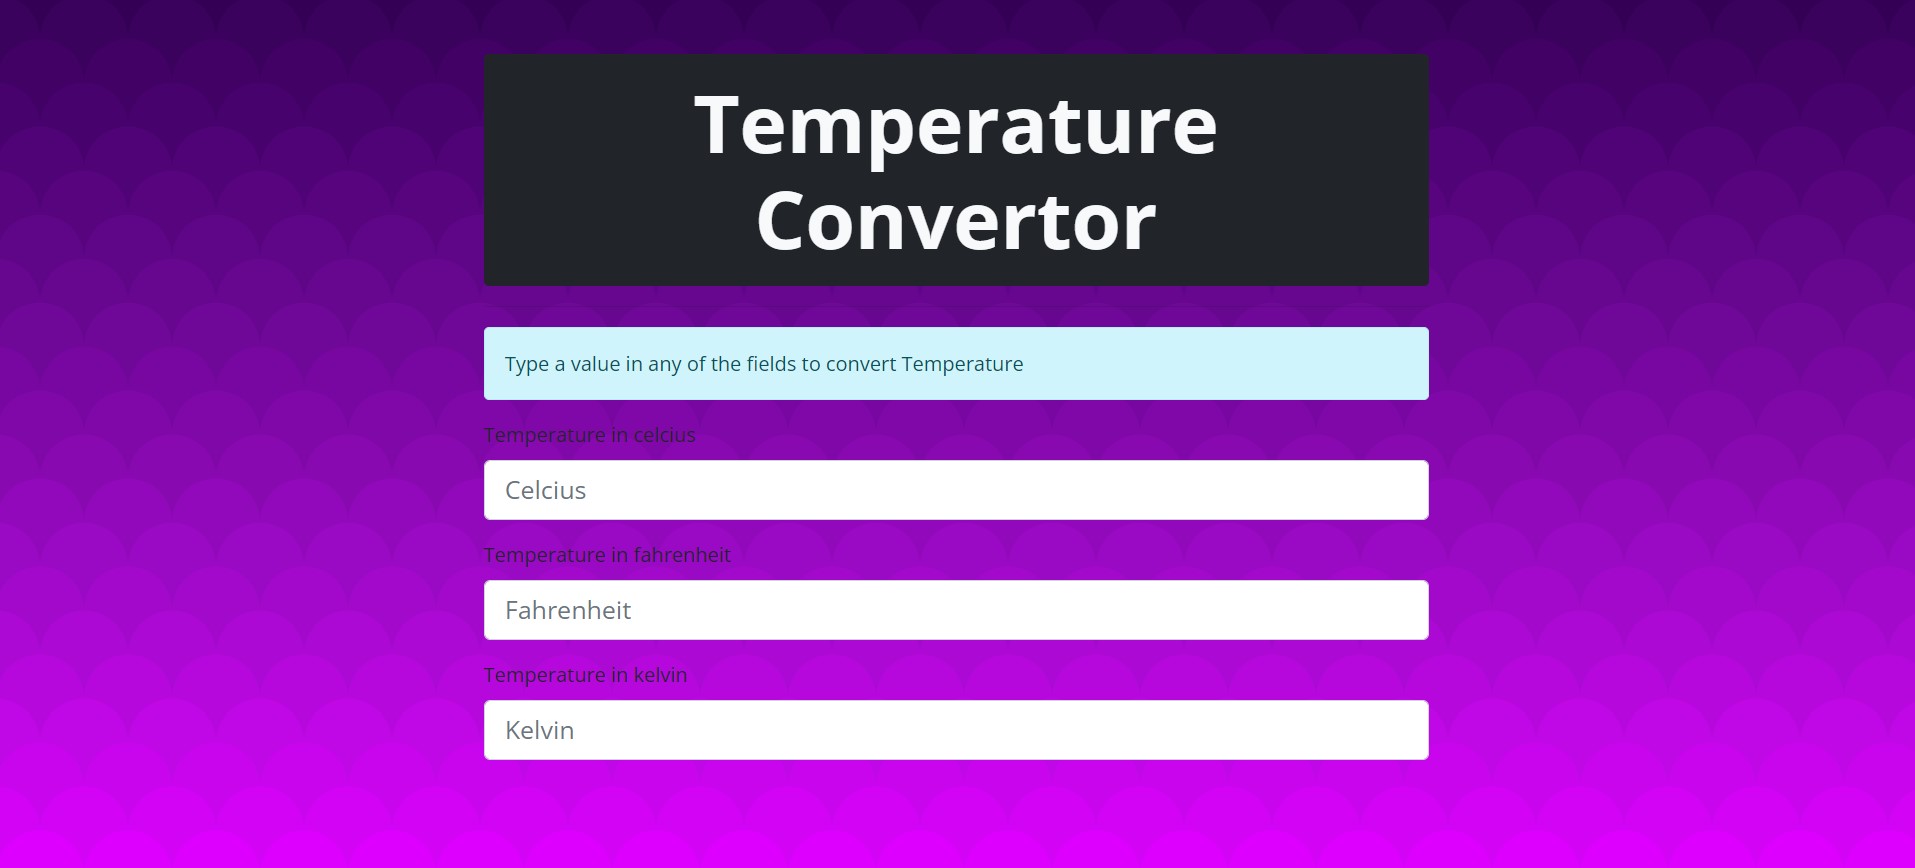 Temperature
Convertor
Type a value in any of the fields to convert Temperature
Temperature in celcius
Celcius
Temperature in fahrenheit
Fahrenheit
Temperature in kelvin
Kelvin